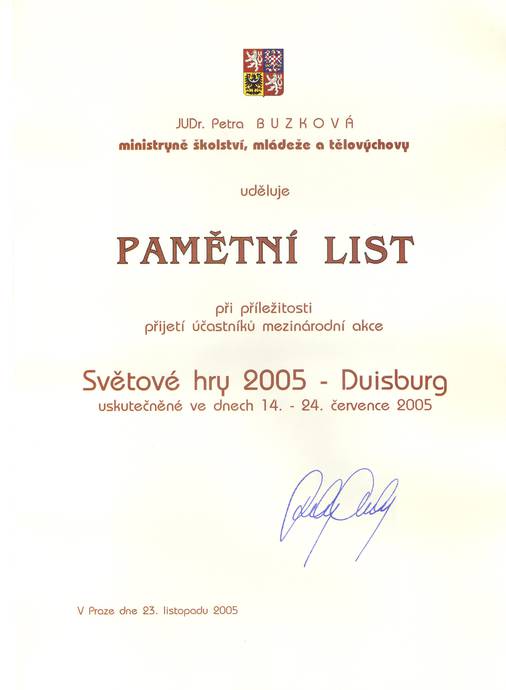 JUDr. Petra BUZKOVÁ
ministryně školství, mládeže a tělovýchovy
uděluje
PAMĚTNÍ LIST
při příležitosti
přijetí účastníků mezinárodní akce
Světové hry 2005 - Duisburg
uskutečněné ve dnech 14. - 24. července 2005
V Praze dne 23. listopadu 2005